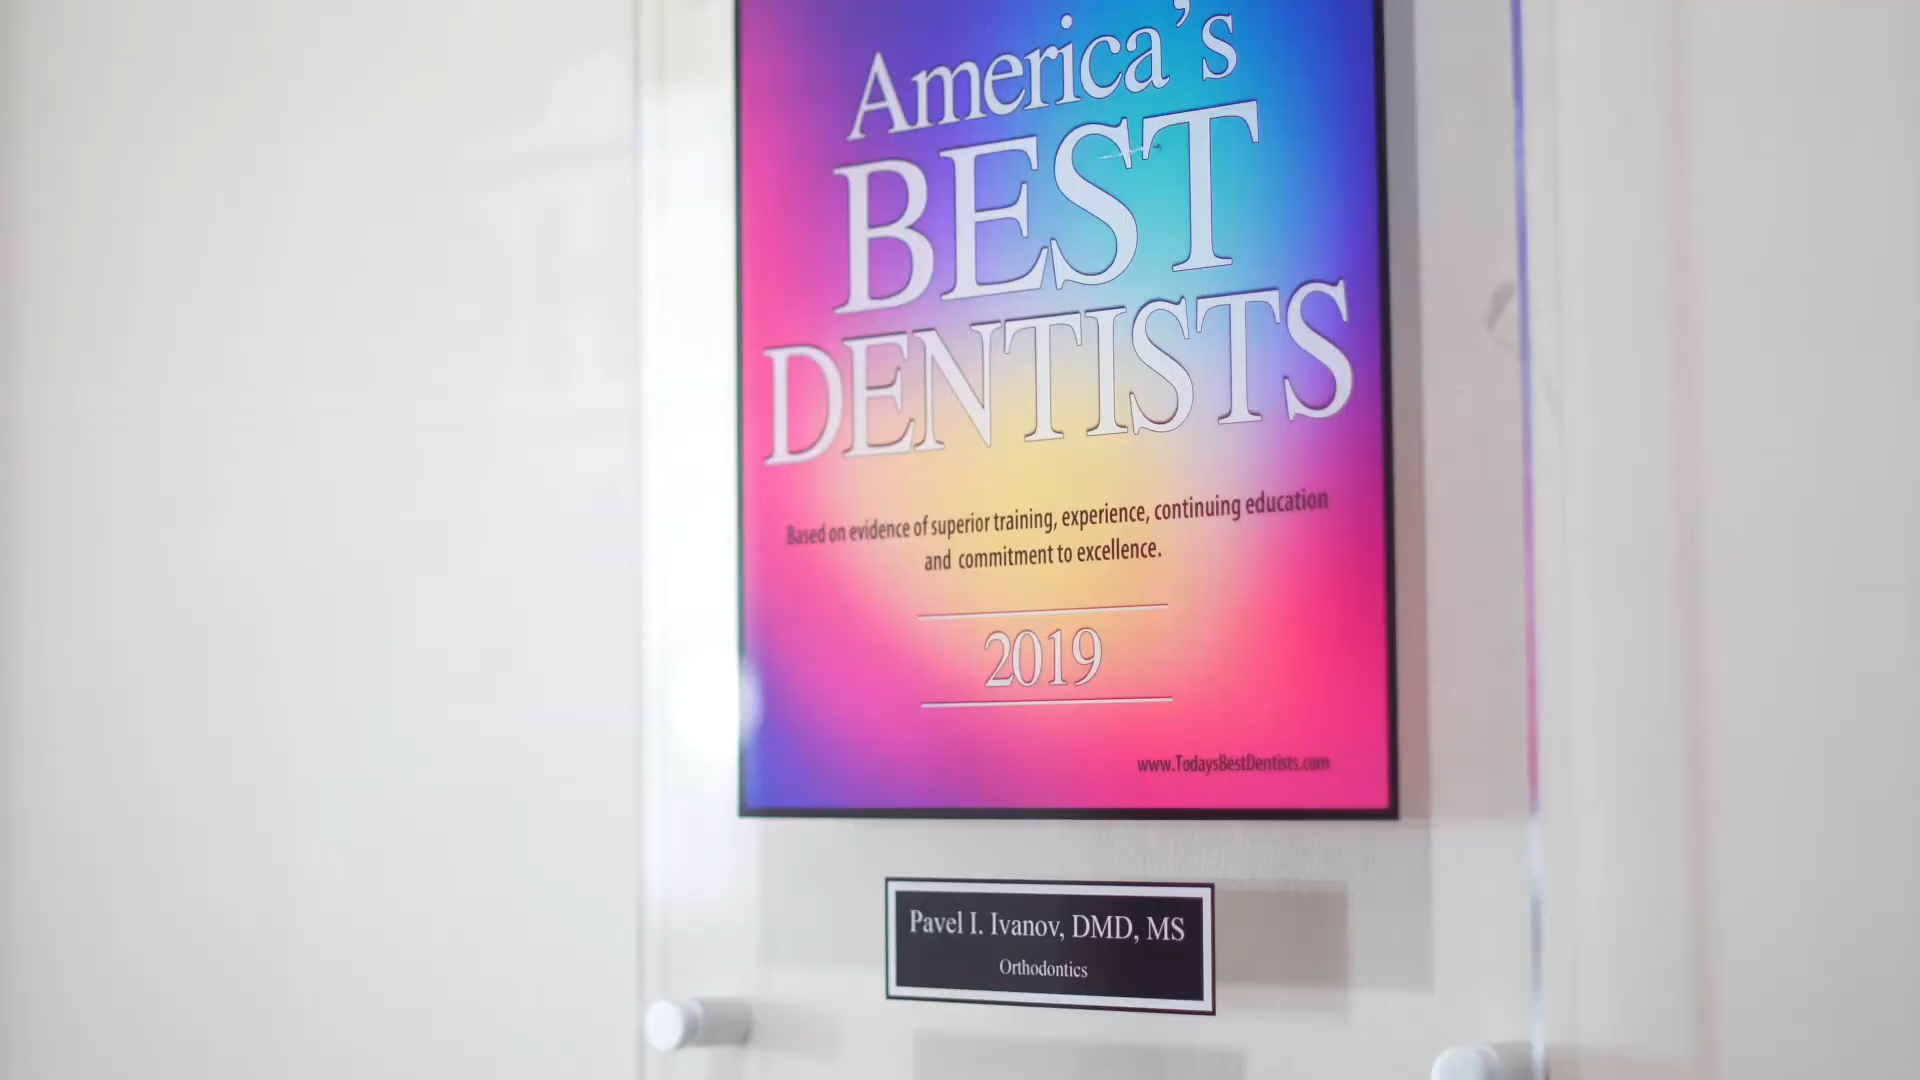 America's
BEST
DENTISTS
Based on evidence of superior training, experience, continuing education
and commitment to excellence.
2019
www.TodaysBestDentists.com
Pavel I. Ivanov, DMD, MS
Orthodontics